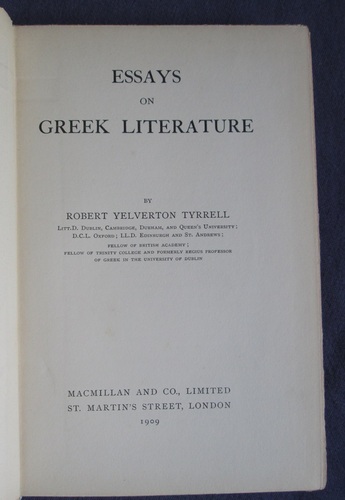 ESSAYS
ON
GREEK LITERATURE
BY
ROBERT YELVERTON TYRRELL
LITT.D. DUBLIN, CAMBRIDGE, DURHAM, AND QUEEN'S UNIVERSITY;
D.C.L. OXFORD; LL.D. EDINBURGH AND ST. ANDREWS;
FELLOW OF BRITISH ACADEMY;
FELLOW OF TRINITY COLLEGE AND FORMERLY REGIUS PROFESSOR
OF GREEK IN THE UNIVERSITY OF DUBLIN
MACMILLAN AND CO., LIMITED
ST. MARTIN'S STREET, LONDON
1909